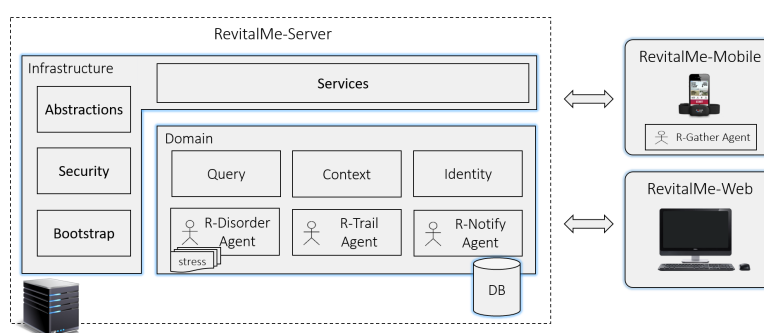 RevitalMe-Server
Infrastructure
Services
Abstractions
Security
Bootstrap
Domain
Query
Context
Identity
R-Disorder
Agent
stress
R-Trail
Agent
R-Notify
Agent
DB
RevitalMe-Mobile
R-Gather Agent
RevitalMe-Web